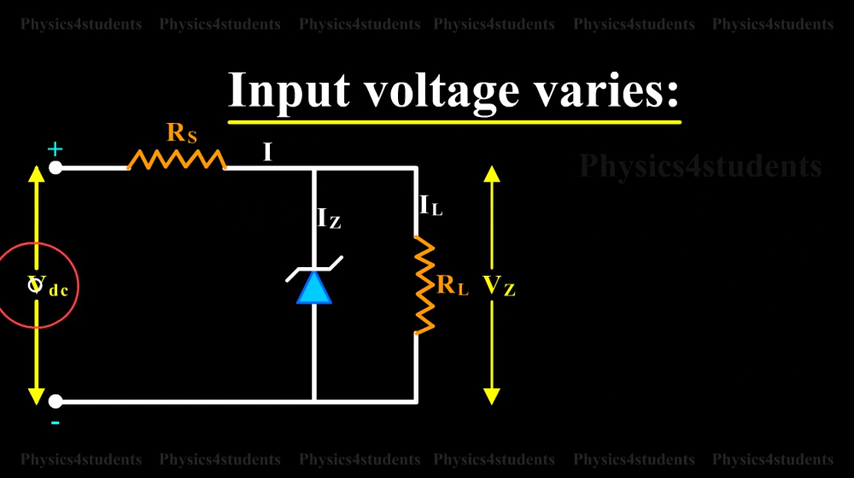 Physics4students Physics4students Physics4students Physics4students Physics4students Physics4students
Input voltage varies:
RS
+
I
Physics4students
IL
IZ
Vdc
RL
VZ
-
Physics4students Physics4students Physics4students Physics4students Physics4students Physics4students